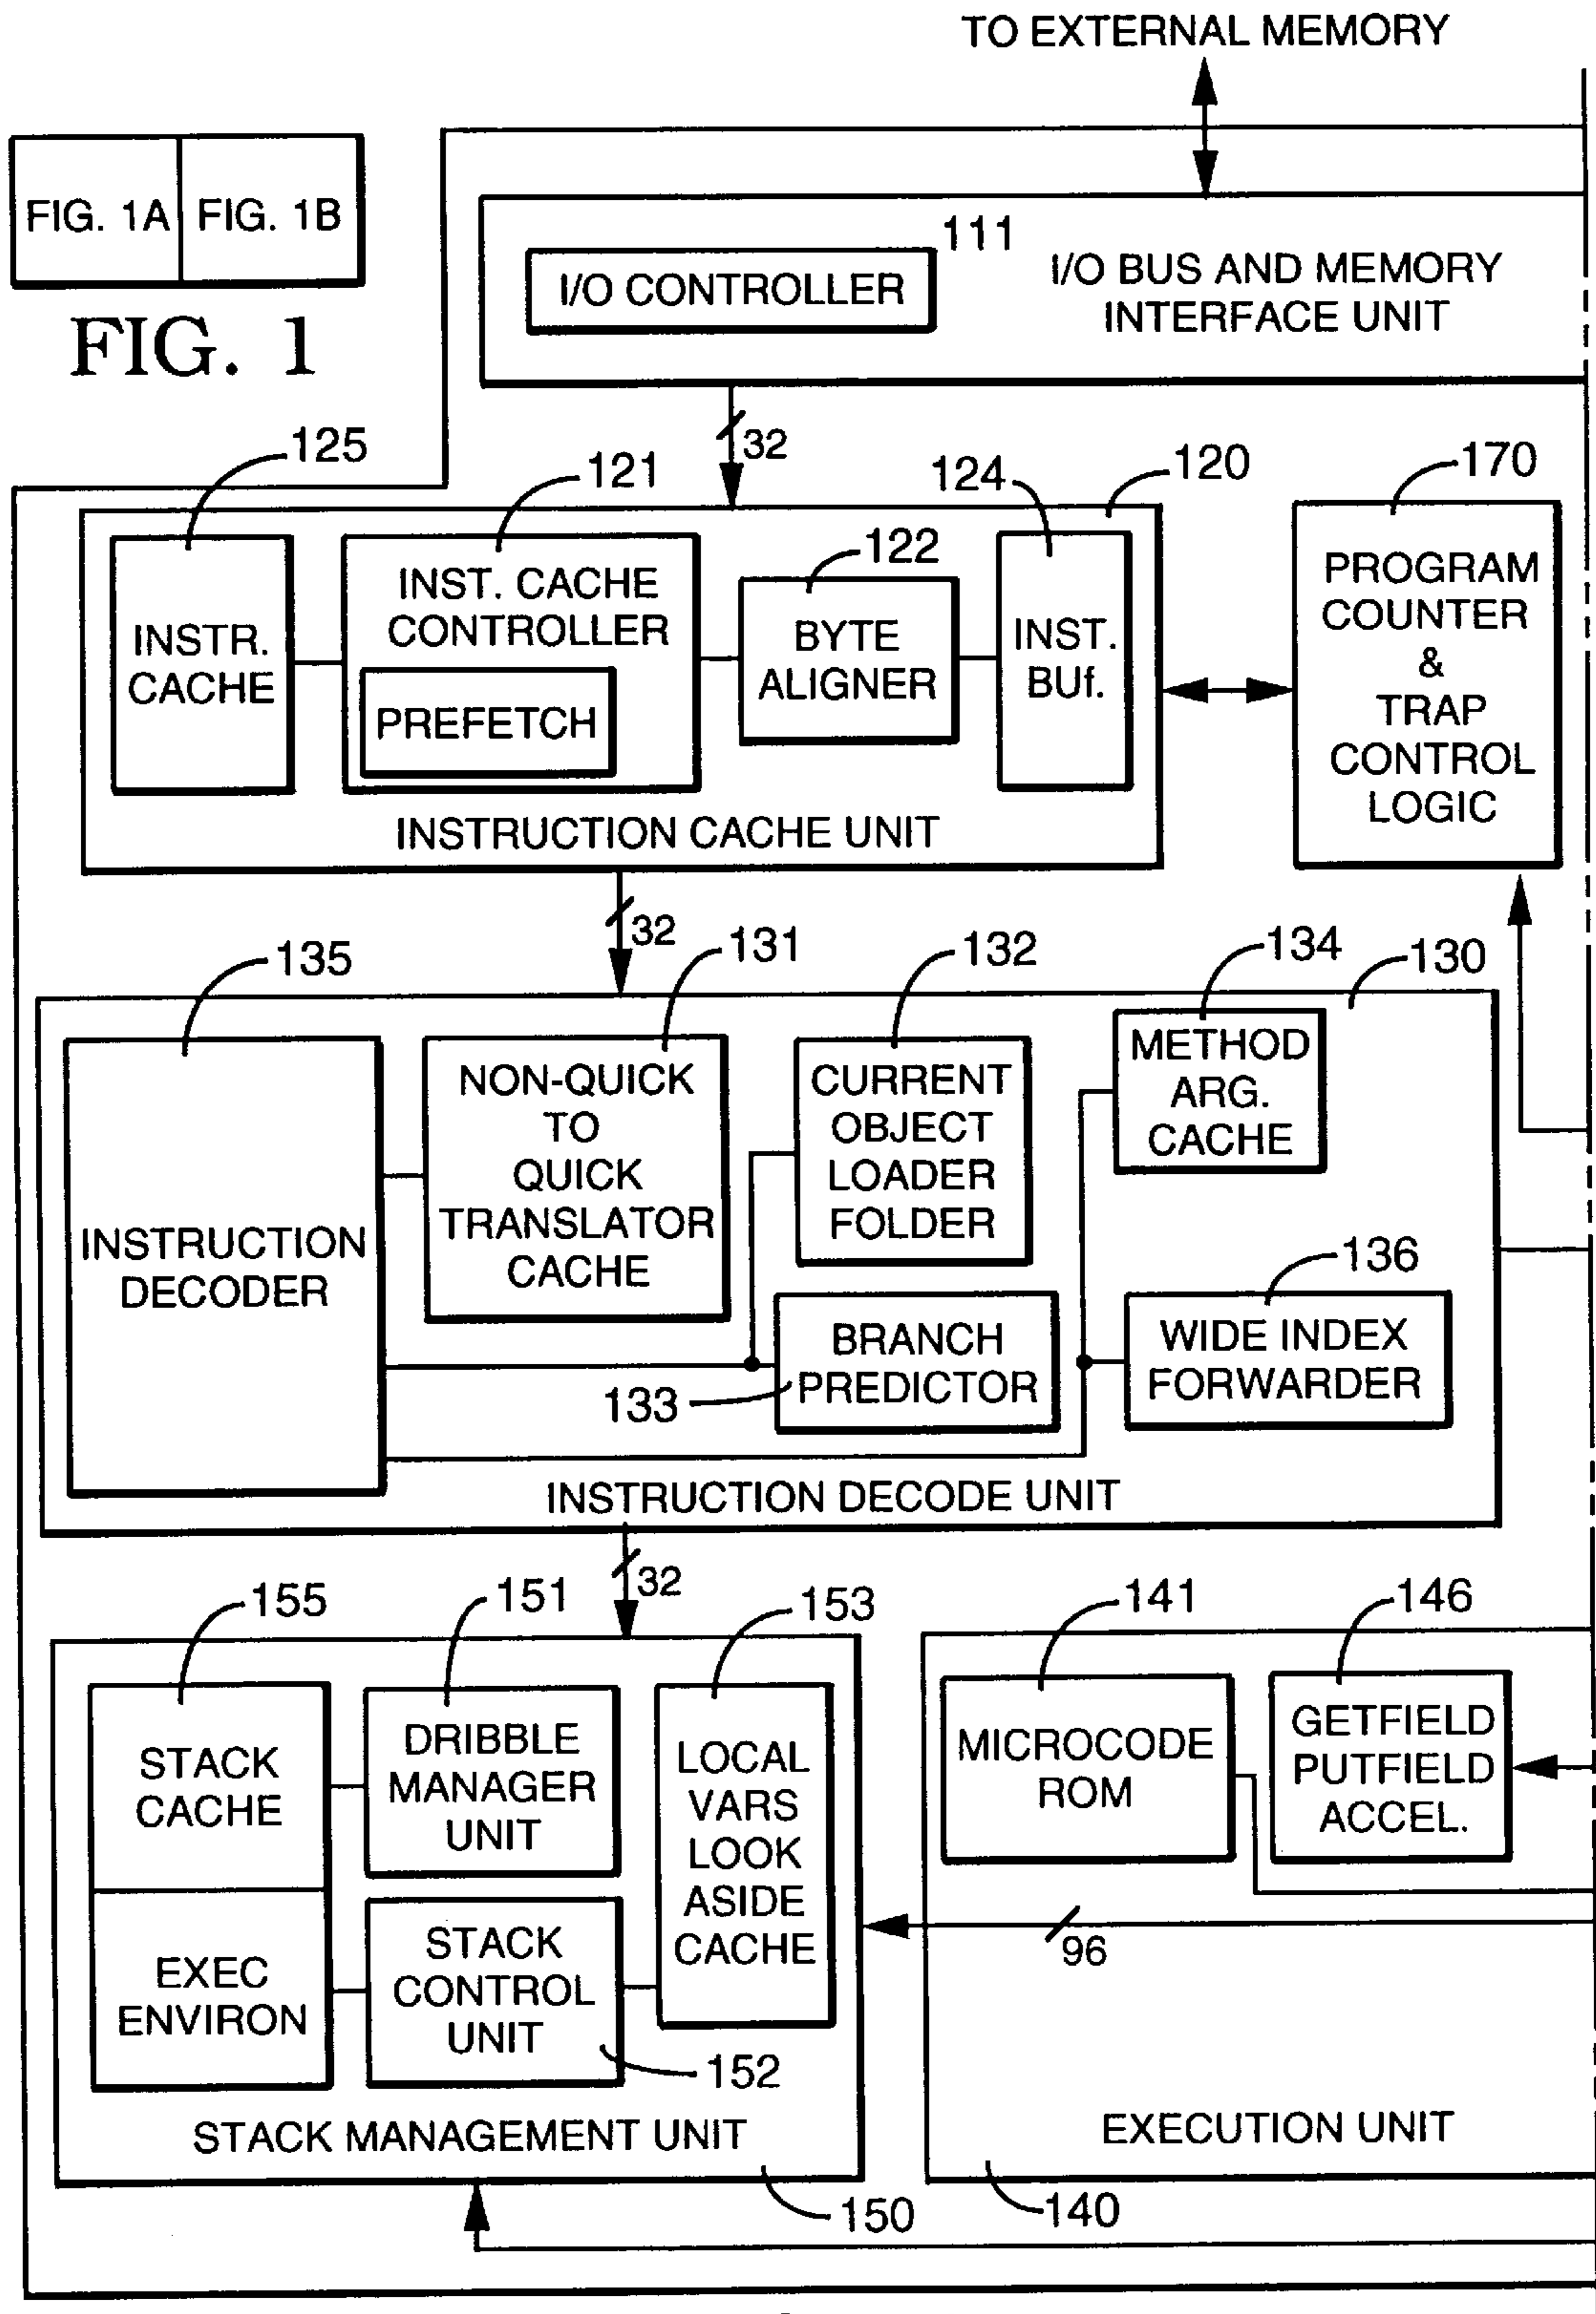 TO EXTERNAL MEMORY
FIG. 1A FIG. 1B
FIG. 1
111
I/O CONTROLLER
I/O BUS AND MEMORY
INTERFACE UNIT
32
125
121
124
120
170
122
INSTR.
CACHE
INST. CACHE
CONTROLLER
PREFETCH
BYTE
ALIGNER
INST.
BUf.
PROGRAM
COUNTER
&
TRAP
CONTROL
LOGIC
INSTRUCTION CACHE UNIT
32
135
131
132
134
130
INSTRUCTION
DECODER
NON-QUICK
TO
QUICK
TRANSLATOR
CACHE
CURRENT
OBJECT
LOADER
FOLDER
METHOD
ARG.
CACHE
136
BRANCH
PREDICTOR
133
WIDE INDEX
FORWARDER
INSTRUCTION DECODE UNIT
32
155
151
153
141
146
STACK
CACHE
DRIBBLE
MANAGER
UNIT
LOCAL
VARS
LOOK
ASIDE
CACHE
MICROCODE
ROM
GETFIELD
PUTFIELD
ACCEL.
EXEC
ENVIRON
STACK
CONTROL
UNIT
96
152
STACK MANAGEMENT UNIT
EXECUTION UNIT
150
140